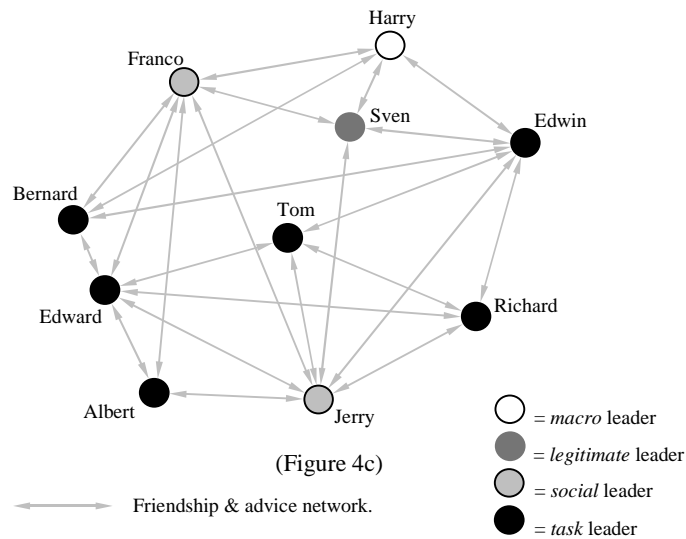 Harry
Franco
Sven
Edwin
Bernard
Tom
Edward
Richard
Albert
Jerry
= macro leader
(Figure 4c)
= legitimate leader
= social leader
Friendship & advice network.
= task leader